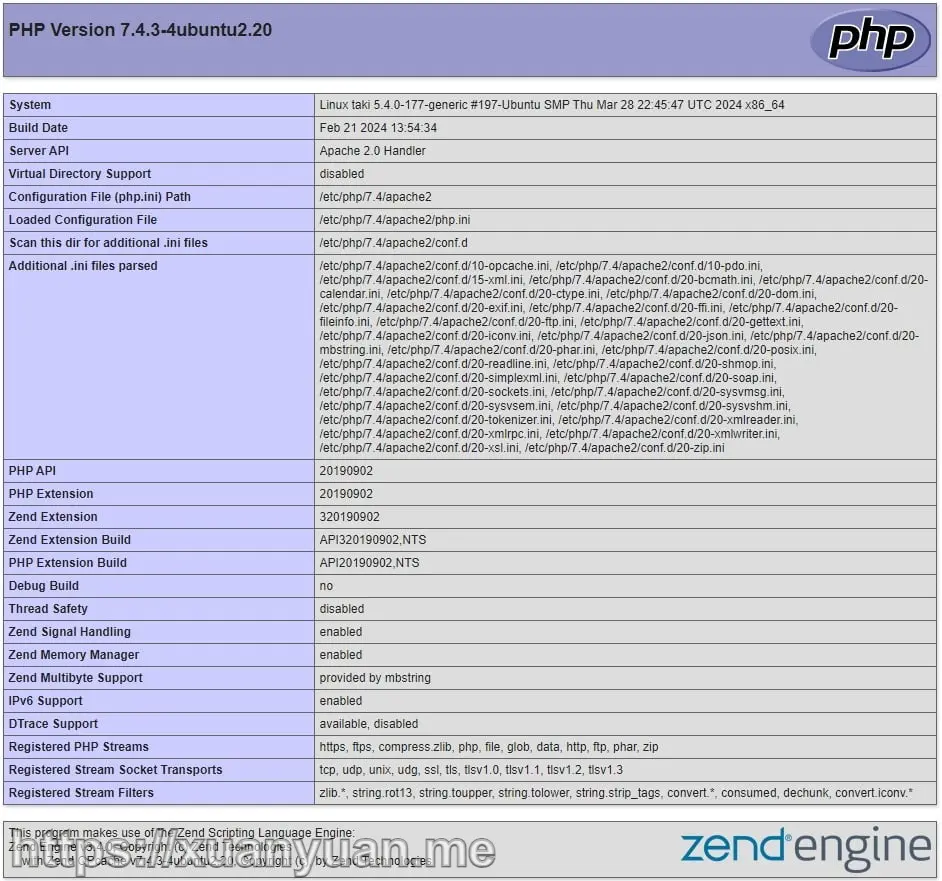 PHP Version 7.4.3-4ubuntu2.20
php
System Linux taki 5.4.0-177-generic #197-Ubuntu SMP Thu Mar 28 22:45:47 UTC 2024 x86_64
Build Date Feb 21 2024 13:54:34
Server API Apache 2.0 Handler
Virtual Directory Support disabled
Configuration File (php.ini) Path /etc/php/7.4/apache2
Loaded Configuration File /etc/php/7.4/apache2/php.ini
Scan this dir for additional .ini files /etc/php/7.4/apache2/conf.d
Additional .ini files parsed /etc/php/7.4/apache2/conf.d/10-opcache.ini, /etc/php/7.4/apache2/conf.d/10-pdo.ini,
/etc/php/7.4/apache2/conf.d/15-xml.ini, /etc/php/7.4/apache2/conf.d/20-bcmath.ini, /etc/php/7.4/apache2/conf.d/20-
calendar.ini, /etc/php/7.4/apache2/conf.d/20-ctype.ini, /etc/php/7.4/apache2/conf.d/20-dom.ini,
/etc/php/7.4/apache2/conf.d/20-exif.ini, /etc/php/7.4/apache2/conf.d/20-ffi.ini, /etc/php/7.4/apache2/conf.d/20-
fileinfo.ini, /etc/php/7.4/apache2/conf.d/20-ftp.ini, /etc/php/7.4/apache2/conf.d/20-gettext.ini,
/etc/php/7.4/apache2/conf.d/20-iconv.ini, /etc/php/7.4/apache2/conf.d/20-json.ini, /etc/php/7.4/apache2/conf.d/20-
mbstring.ini, /etc/php/7.4/apache2/conf.d/20-phar.ini, /etc/php/7.4/apache2/conf.d/20-posix.ini,
/etc/php/7.4/apache2/conf.d/20-readline.ini, /etc/php/7.4/apache2/conf.d/20-shmop.ini,
/etc/php/7.4/apache2/conf.d/20-simplexml.ini, /etc/php/7.4/apache2/conf.d/20-soap.ini,
/etc/php/7.4/apache2/conf.d/20-sockets.ini, /etc/php/7.4/apache2/conf.d/20-sysvmsg.ini,
/etc/php/7.4/apache2/conf.d/20-sysvsem.ini, /etc/php/7.4/apache2/conf.d/20-sysvshm.ini,
/etc/php/7.4/apache2/conf.d/20-tokenizer.ini, /etc/php/7.4/apache2/conf.d/20-xmlreader.ini,
/etc/php/7.4/apache2/conf.d/20-xmlrpc.ini, /etc/php/7.4/apache2/conf.d/20-xmlwriter.ini,
/etc/php/7.4/apache2/conf.d/20-xsl.ini, /etc/php/7.4/apache2/conf.d/20-zip.ini
PHP API 20190902
PHP Extension 20190902
Zend Extension 320190902
Zend Extension Build API320190902,NTS
PHP Extension Build API20190902,NTS
Debug Build no
Thread Safety disabled
Zend Signal Handling enabled
Zend Memory Manager enabled
Zend Multibyte Support provided by mbstring
IPv6 Support enabled
DTrace Support available, disabled
Registered PHP Streams https, ftps, compress.zlib, php, file, glob, data, http, ftp, phar, zip
Registered Stream Socket Transports tcp, udp, unix, udg, ssl, tls, tlsv1.0, tlsv1.1, tlsv1.2, tlsv1.3
Registered Stream Filters zlib.*, string.rot13, string.toupper, string.tolower, string.strip_tags, convert.*, consumed, dechunk, convert.iconv.*
This program makes use of the Zend Scripting Language Engine:
Zend Engine v3.4.0, Copyright (c) Zend Technologies
with Zend OPcache v7.4.3-4ubuntu2.20, Copyright (c), by Zend Technologies
https://xuanyuan.me
zend® engine